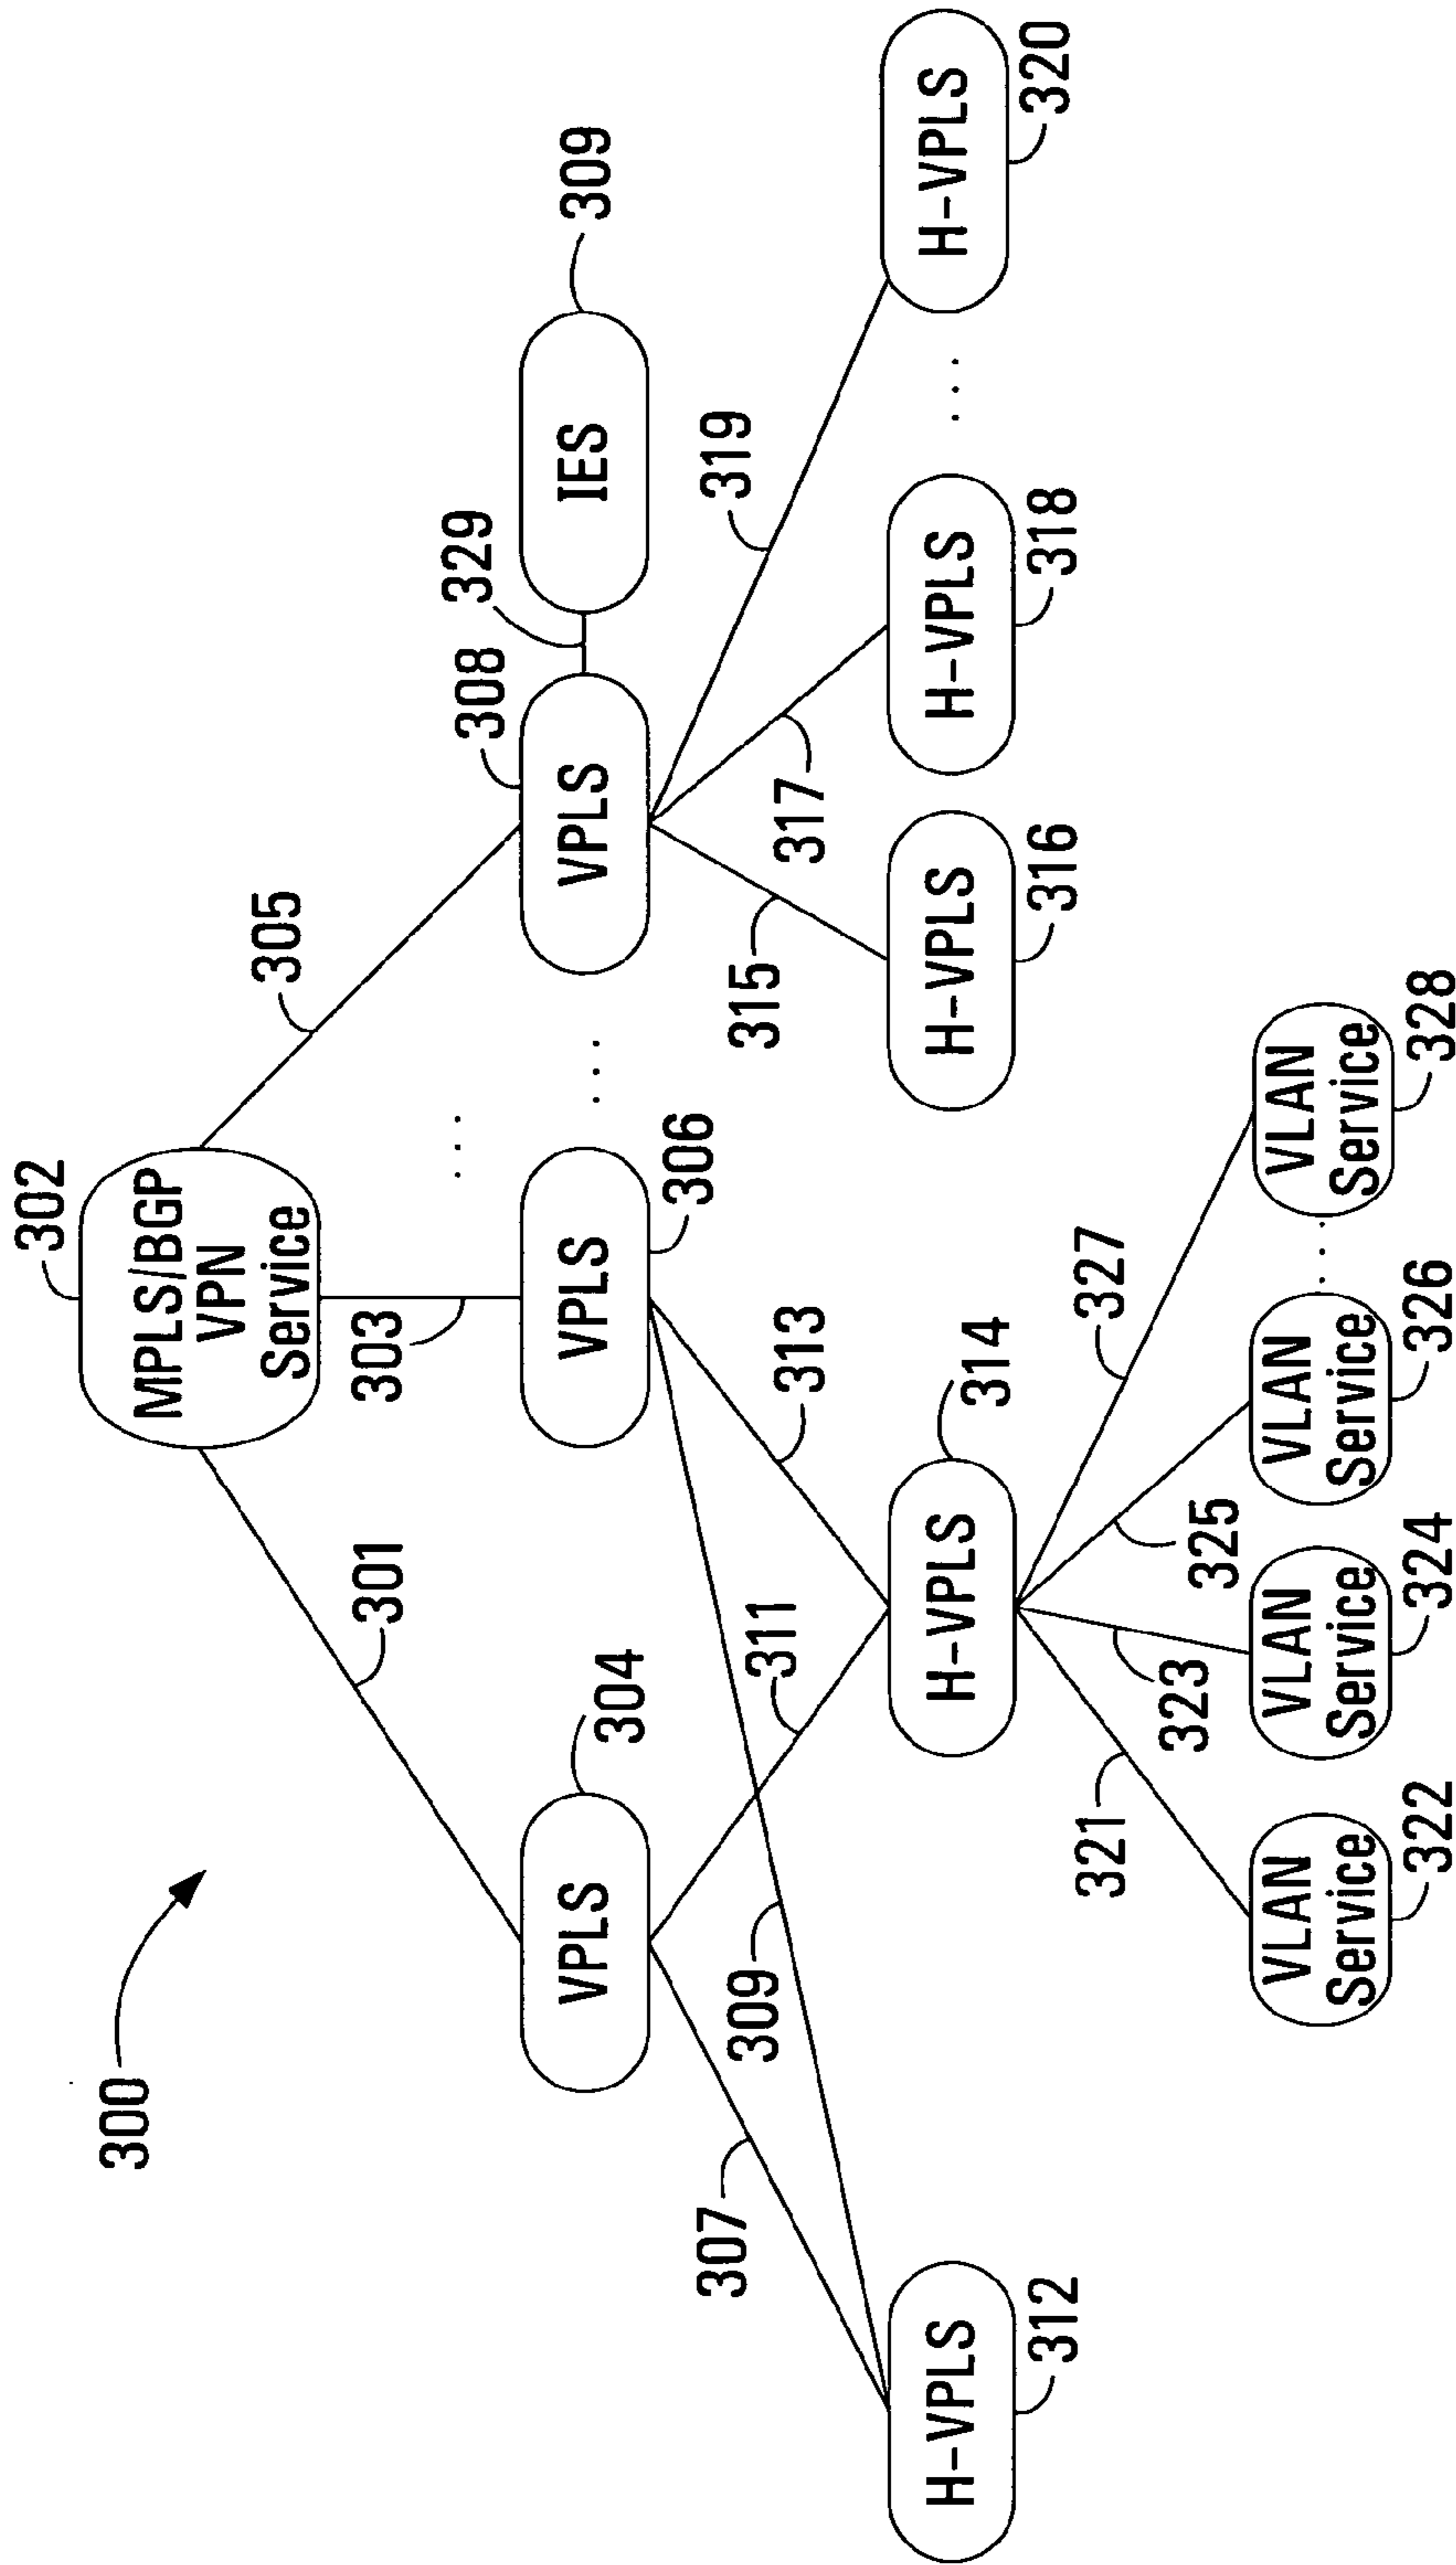 300
302
MPLS/BGP
VPN
Service
301
303
305
...
304
VPLS
VPLS
306
...
308
VPLS
329
IES
309
307
309
311
313
315
317
319
H-VPLS
312
H-VPLS
314
H-VPLS
316
H-VPLS
318
...
H-VPLS
320
321
323
325
327
VLAN
Service
322
VLAN
Service
324
VLAN
Service
326
...
VLAN
Service
328